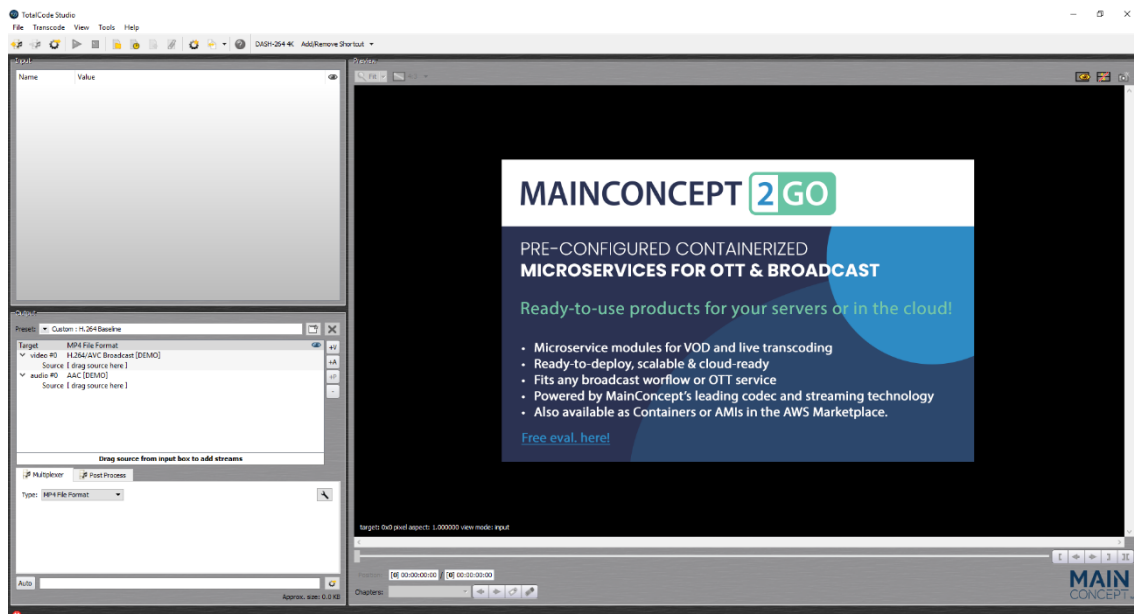 TotalCode Studio
File Transcode View Tools Help
DASH-264 4K Add/Remove Shortcut
Input
Preview
Name Value
Fit
MAINCONCEPT 2 GO
PRE-CONFIGURED CONTAINERIZED
MICROSERVICES FOR OTT & BROADCAST
Ready-to-use products for your servers or in the cloud!
• Microservice modules for VOD and live transcoding
• Ready-to-deploy, scalable & cloud-ready
• Fits any broadcast worflow or OTT service
• Powered by MainConcept's leading codec and streaming technology
• Also available as Containers or AMIs in the AWS Marketplace.
Free eval. here!
Output
Preset: Custom : H.264 Baseline
Target MP4 File Format
video #0 H.264/AVC Broadcast [DEMO]
Source [ drag source here ]
audio #0 AAC [DEMO]
Source [ drag source here ]
+V
+A
-
Drag source from input box to add streams
Multiplexer Post Process
Type: MP4 File Format
target: 0x0 pixel aspect: 1.000000 view mode: input
Position: [0] 00:00:00:00 / [0] 00:00:00:00
Chapters:
Auto
Approx. size: 0.0 KB
MAIN
CONCEPT